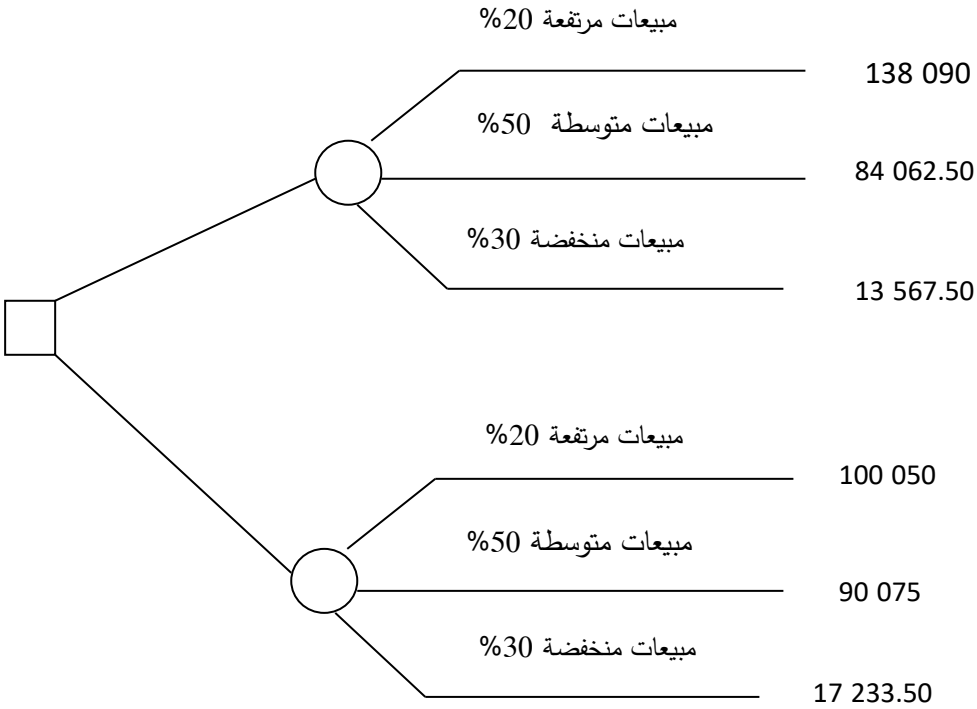 مبيعات مرتفعة 20%
138 090
مبيعات متوسطة 50%
84 062.50
مبيعات منخفضة 30%
13 567.50
مبيعات مرتفعة 20%
100 050
مبيعات متوسطة 50%
90 075
مبيعات منخفضة 30%
17 233.50